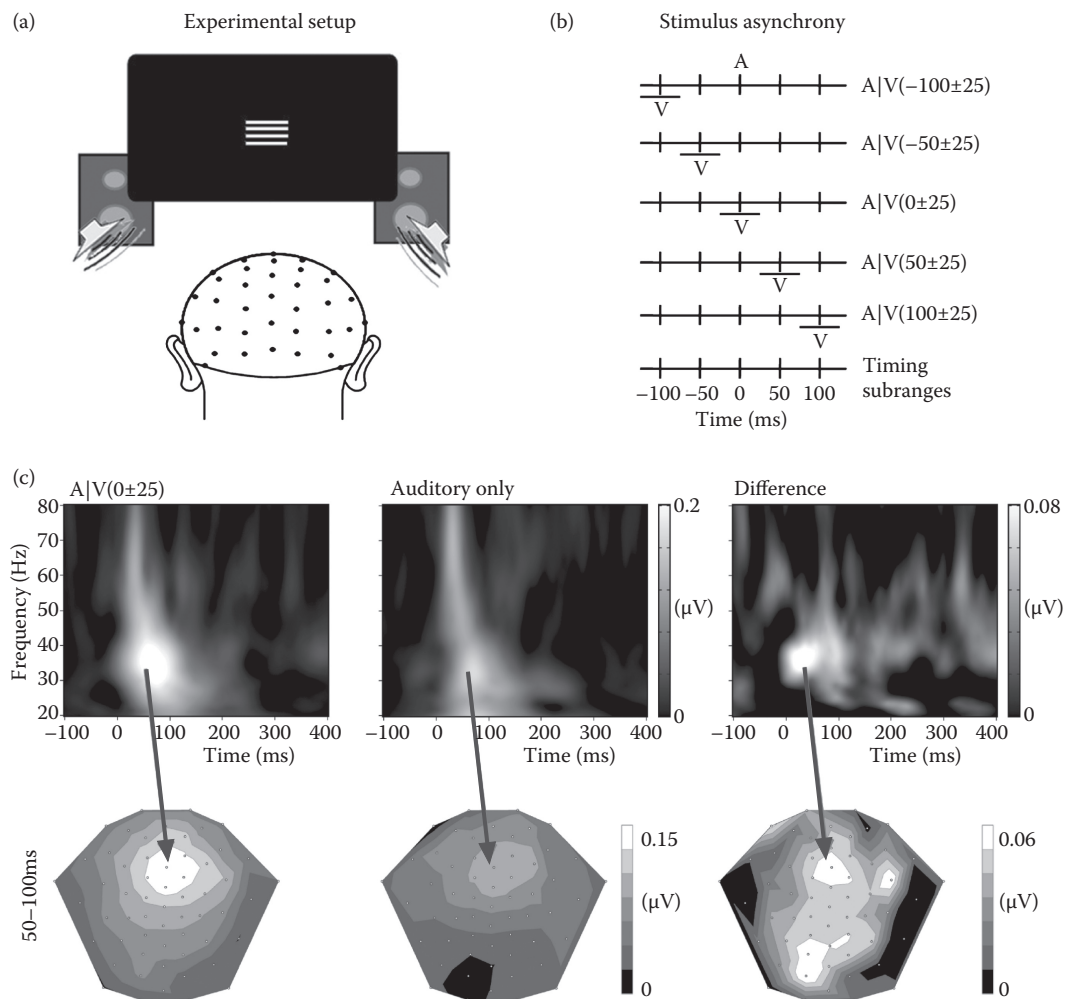 (a)
Experimental setup
(b)
Stimulus asynchrony
A
A|V(−100±25)
V
A|V(−50±25)
V
A|V(0±25)
V
A|V(50±25)
V
A|V(100±25)
V
Timing
subranges
−100 −50 0 50 100
Time (ms)
(c)
A|V(0±25)
Auditory only
Difference
80
70
60
50
40
30
20
Frequency (Hz)
0.2
(μV)
0
0.08
(μV)
0
−100 0 100 200 300 400
Time (ms)
−100 0 100 200 300 400
Time (ms)
−100 0 100 200 300 400
Time (ms)
50–100ms
0.15
(μV)
0
0.06
(μV)
0